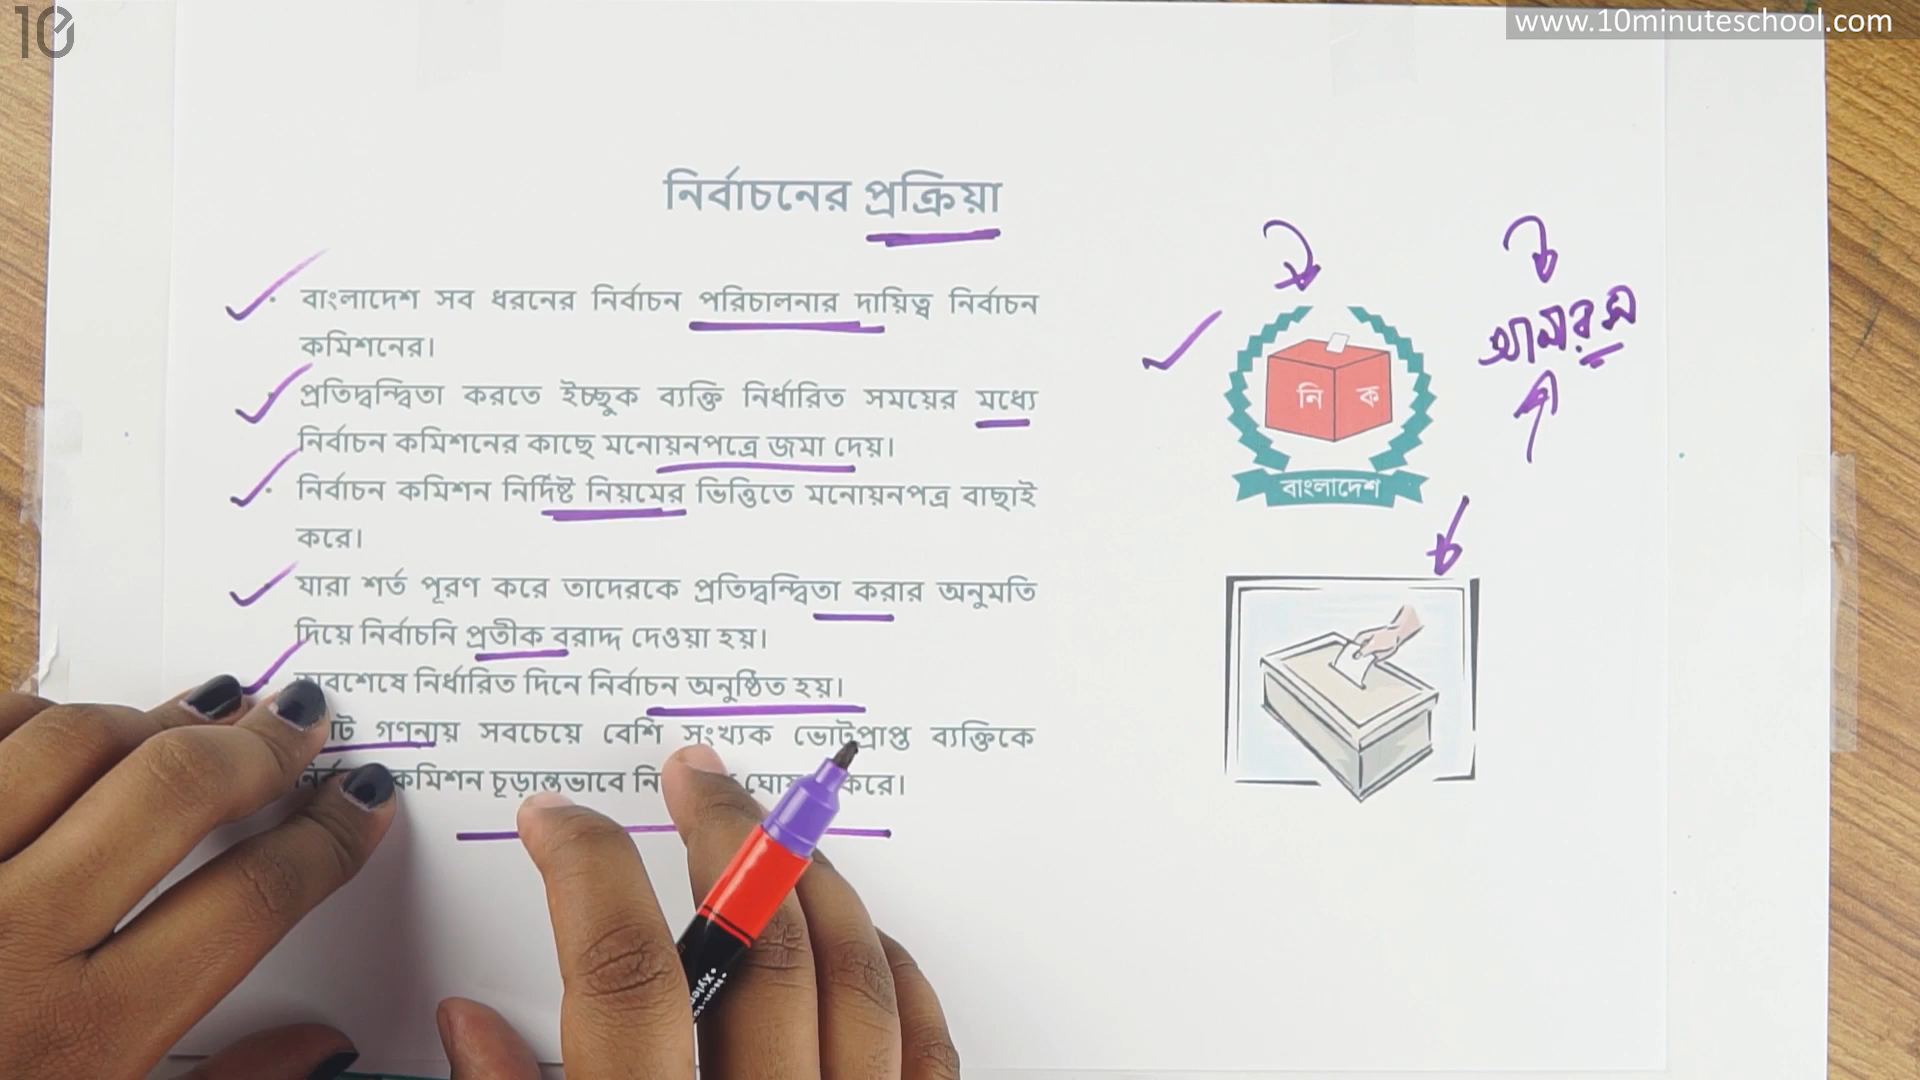 10
www.10minuteschool.com
নির্বাচনের প্রক্রিয়া
বাংলাদেশ সব ধরনের নির্বাচন পরিচালনার দায়িত্ব নির্বাচন
কমিশনের।
প্রতিদ্বন্দ্বিতা করতে ইচ্ছুক ব্যক্তি নির্ধারিত সময়ের মধ্যে
নির্বাচন কমিশনের কাছে মনোয়নপত্রে জমা দেয়।
নির্বাচন কমিশন নির্দিষ্ট নিয়মের ভিত্তিতে মনোয়নপত্র বাছাই
করে।
যারা শর্ত পূরণ করে তাদেরকে প্রতিদ্বন্দ্বিতা করার অনুমতি
দিয়ে নির্বাচনি প্রতীক বরাদ্দ দেওয়া হয়।
নির্ধারিত দিনে নির্বাচন অনুষ্ঠিত হয়।
গণনায় সবচেয়ে বেশি সংখ্যক ভোটপ্রাপ্ত ব্যক্তিকে
কমিশন চূড়ান্তভাবে করে।
নি ক
বাংলাদেশ